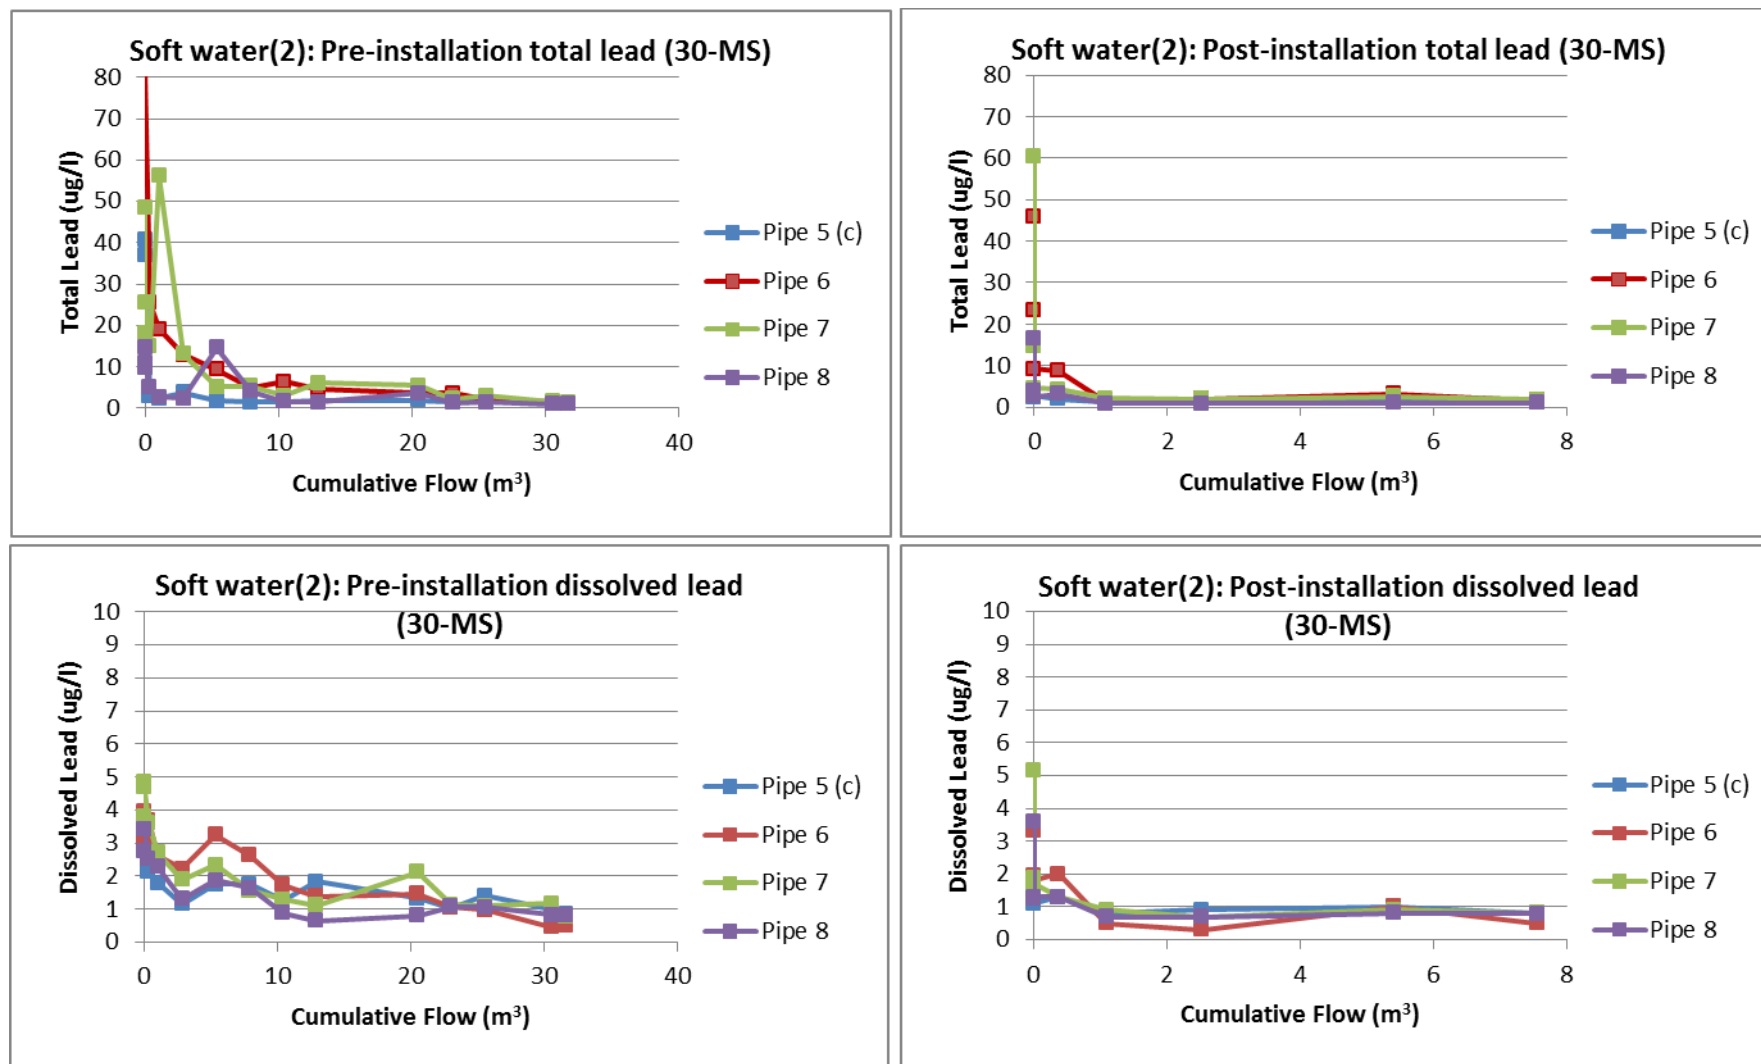 Soft water(2): Pre-installation total lead (30-MS)
80
70
60
50
40
30
20
10
0
Total Lead (ug/l)
0 10 20 30 40
Cumulative Flow (m³)
Pipe 5 (c)
Pipe 6
Pipe 7
Pipe 8
Soft water(2): Post-installation total lead (30-MS)
80
70
60
50
40
30
20
10
0
Total Lead (ug/l)
0 2 4 6 8
Cumulative Flow (m³)
Pipe 5 (c)
Pipe 6
Pipe 7
Pipe 8
Soft water(2): Pre-installation dissolved lead
(30-MS)
10
9
8
7
6
5
4
3
2
1
0
Dissolved Lead (ug/l)
0 10 20 30 40
Cumulative Flow (m³)
Pipe 5 (c)
Pipe 6
Pipe 7
Pipe 8
Soft water(2): Post-installation dissolved lead
(30-MS)
10
9
8
7
6
5
4
3
2
1
0
Dissolved Lead (ug/l)
0 2 4 6 8
Cumulative Flow (m³)
Pipe 5 (c)
Pipe 6
Pipe 7
Pipe 8